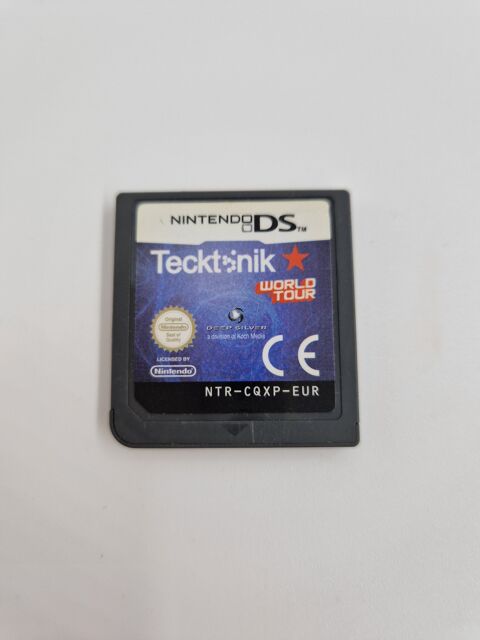 NINTENDO DS™
Tecktonik
WORLD
TOUR
Original
Nintendo
Seal of
Quality
DEEP SILVER
a division of Koch Media
LICENSED BY
Nintendo
CE
NTR-CQXP-EUR